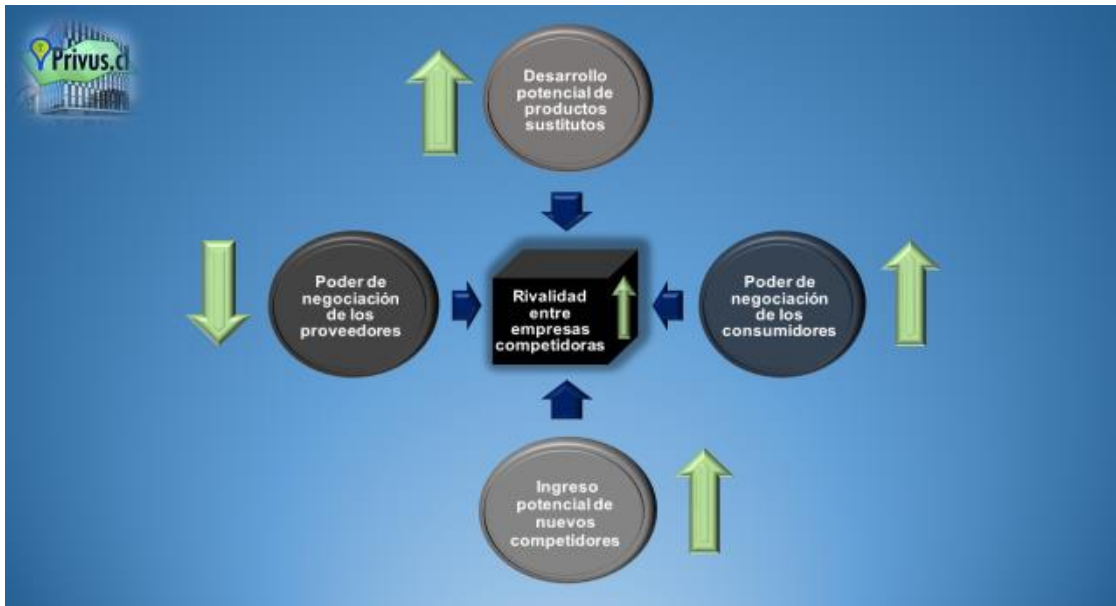 Privus.cl
Desarrollo
potencial de
productos
sustitutos
Poder de
negociación
de los
proveedores
Rivalidad
entre
empresas
competidoras
Poder de
negociación
de los
consumidores
Ingreso
potencial de
nuevos
competidores